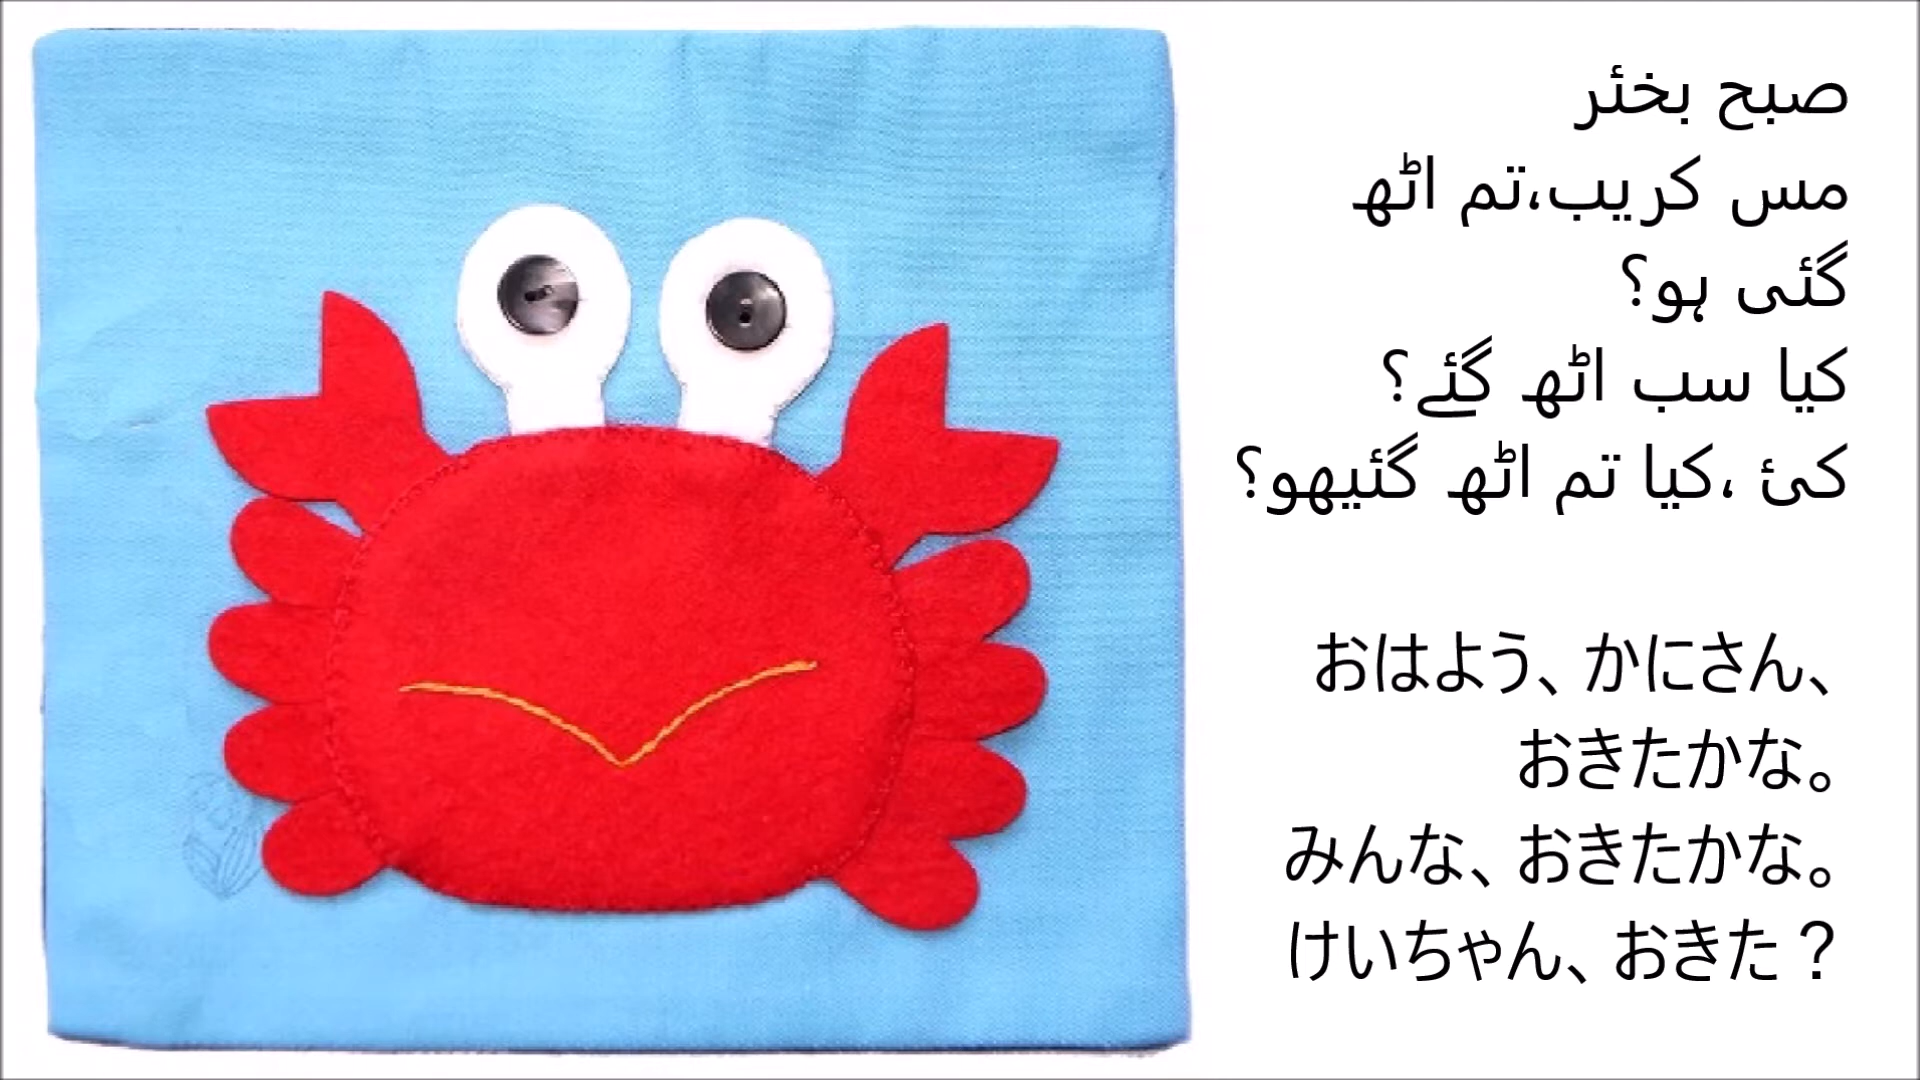 صبح بخئر
مس کریب،تم اٹھ
گئی ہو؟
کیا سب اٹھ گئے؟
کئ ،کیا تم اٹھ گئیھو؟
おはよう、かにさん、
おきたかな。
みんな、おきたかな。
けいちゃん、おきた？